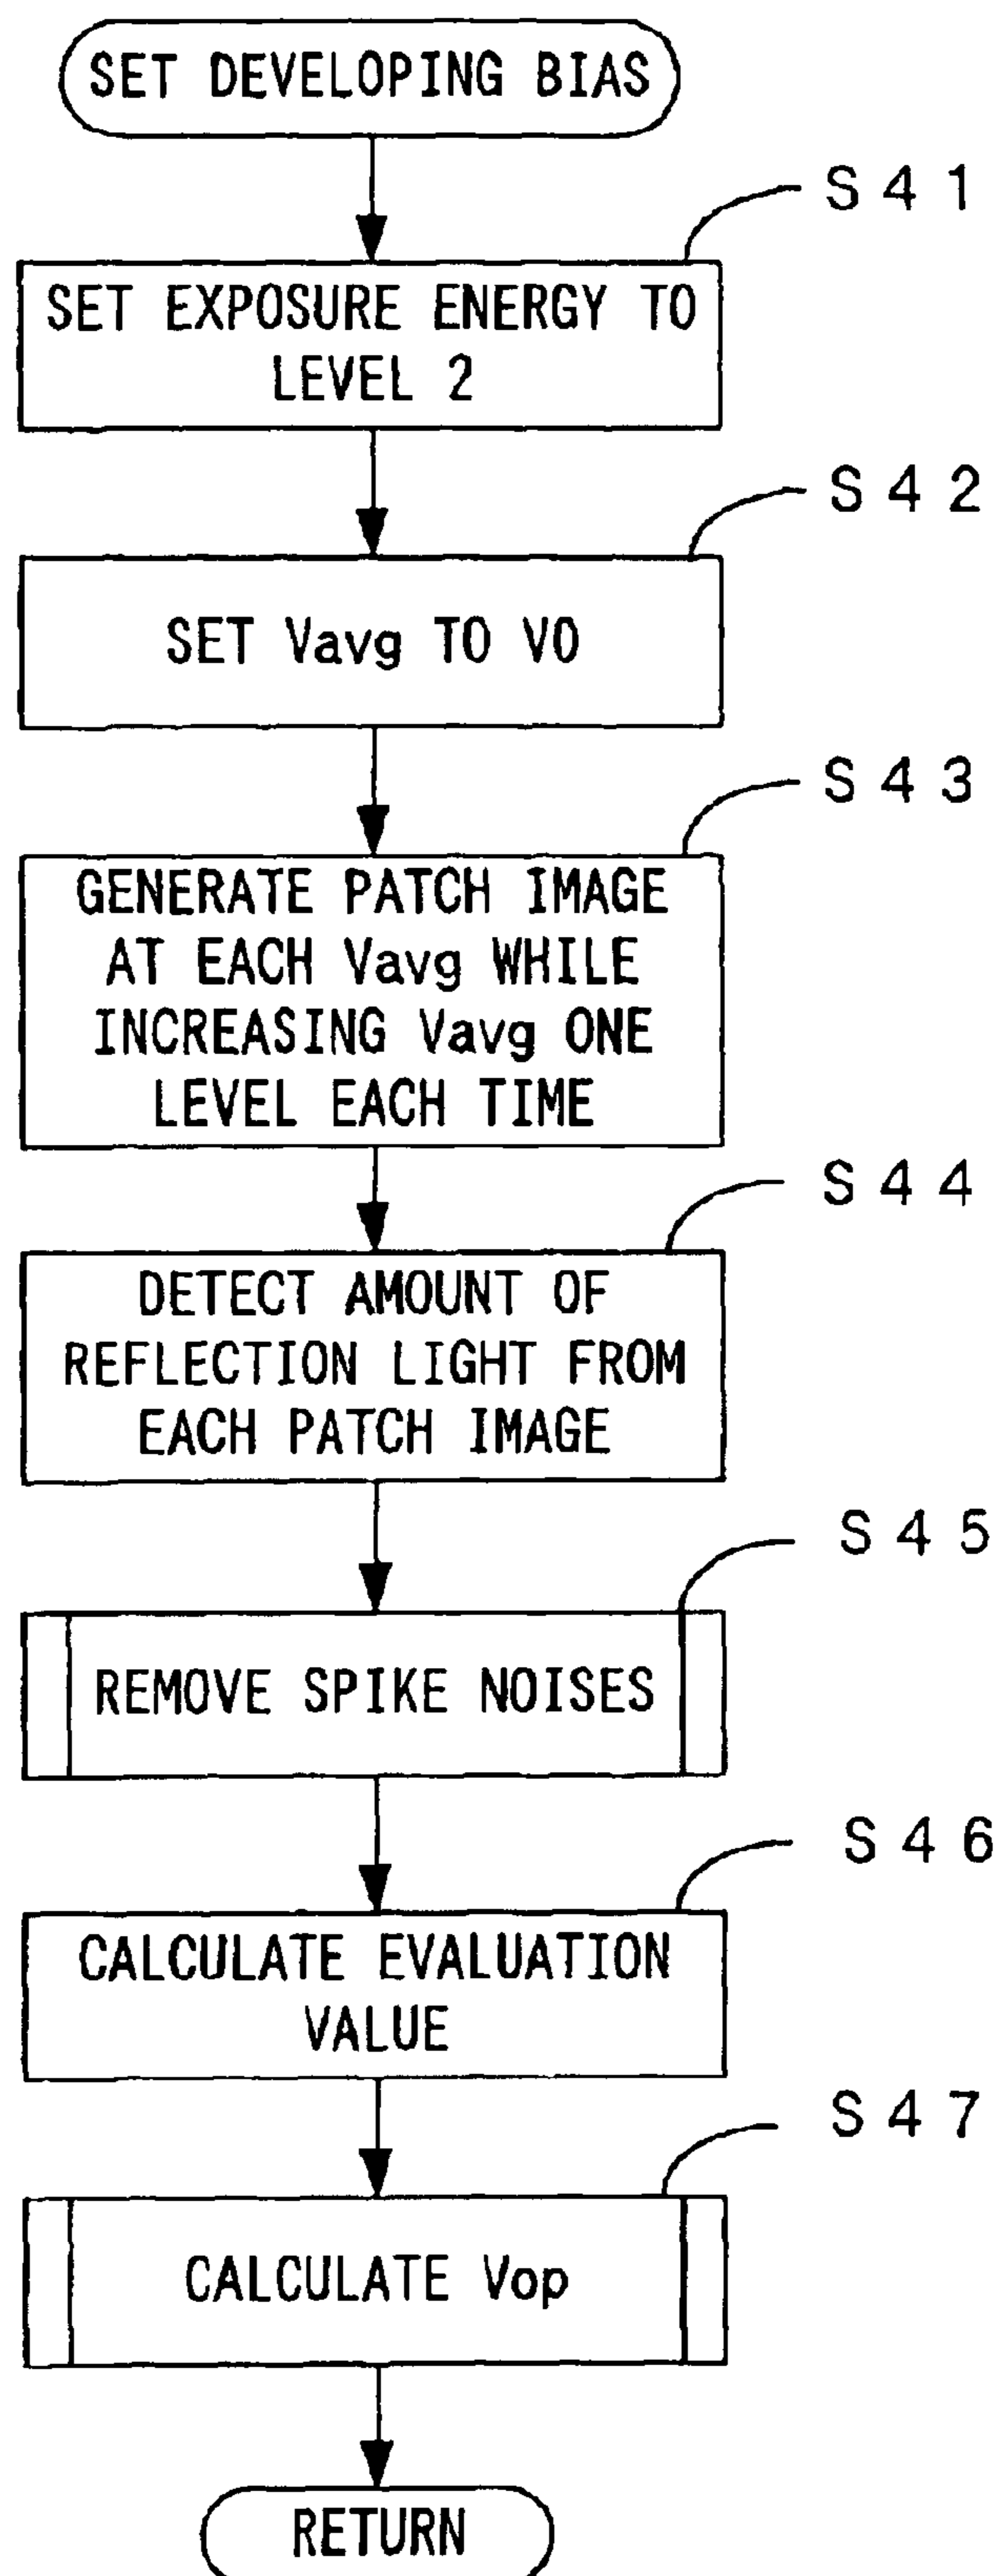 SET DEVELOPING BIAS
S41
SET EXPOSURE ENERGY TO
LEVEL 2
S42
SET Vavg TO V0
S43
GENERATE PATCH IMAGE
AT EACH Vavg WHILE
INCREASING Vavg ONE
LEVEL EACH TIME
S44
DETECT AMOUNT OF
REFLECTION LIGHT FROM
EACH PATCH IMAGE
S45
REMOVE SPIKE NOISES
S46
CALCULATE EVALUATION
VALUE
S47
CALCULATE Vop
RETURN